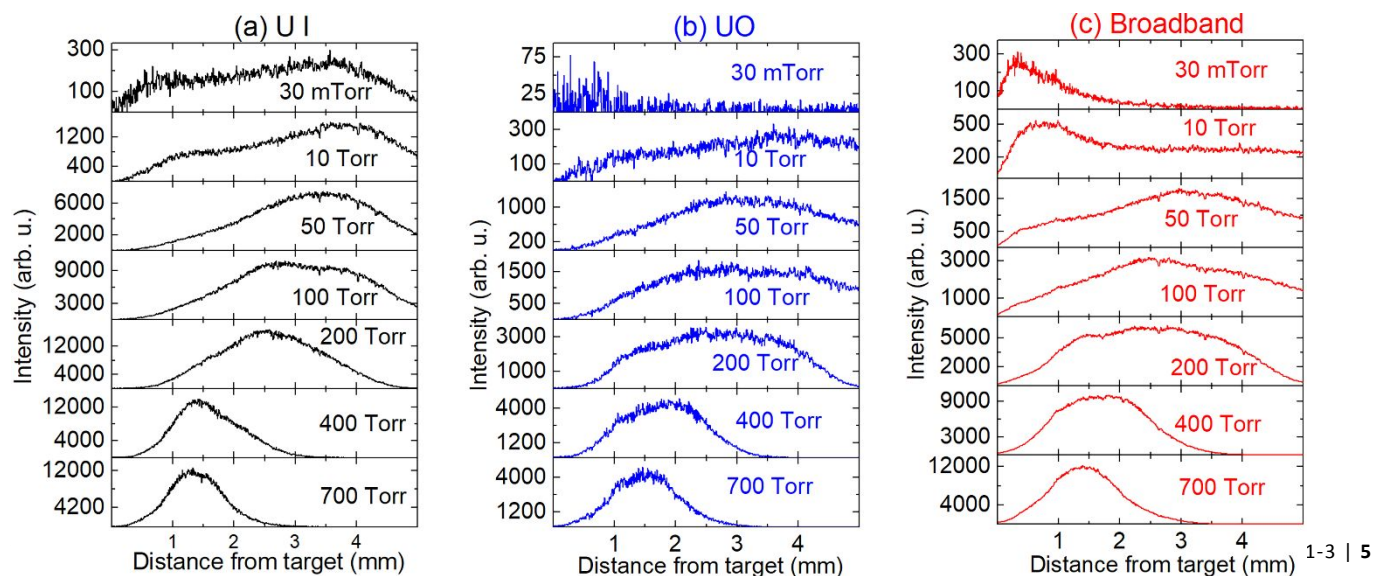 (a) U I
(b) UO
(c) Broadband
Intensity (arb. u.)
300
100
30 mTorr
1200
400
10 Torr
6000
2000
50 Torr
9000
3000
100 Torr
12000
4000
200 Torr
12000
4000
400 Torr
12000
4200
700 Torr
1 2 3 4
Distance from target (mm)
Intensity (arb. u.)
75
25
30 mTorr
300
100
10 Torr
1000
200
50 Torr
1500
500
100 Torr
3000
1000
200 Torr
4000
1200
400 Torr
4000
1200
700 Torr
0 1 2 3 4 5
Distance from target (mm)
Intensity (arb. u.)
300
100
30 mTorr
500
200
10 Torr
1500
500
50 Torr
3000
1000
100 Torr
5000
2000
200 Torr
9000
3000
400 Torr
12000
4000
700 Torr
0 1 2 3 4
Distance from target (mm)
1-3 | 5